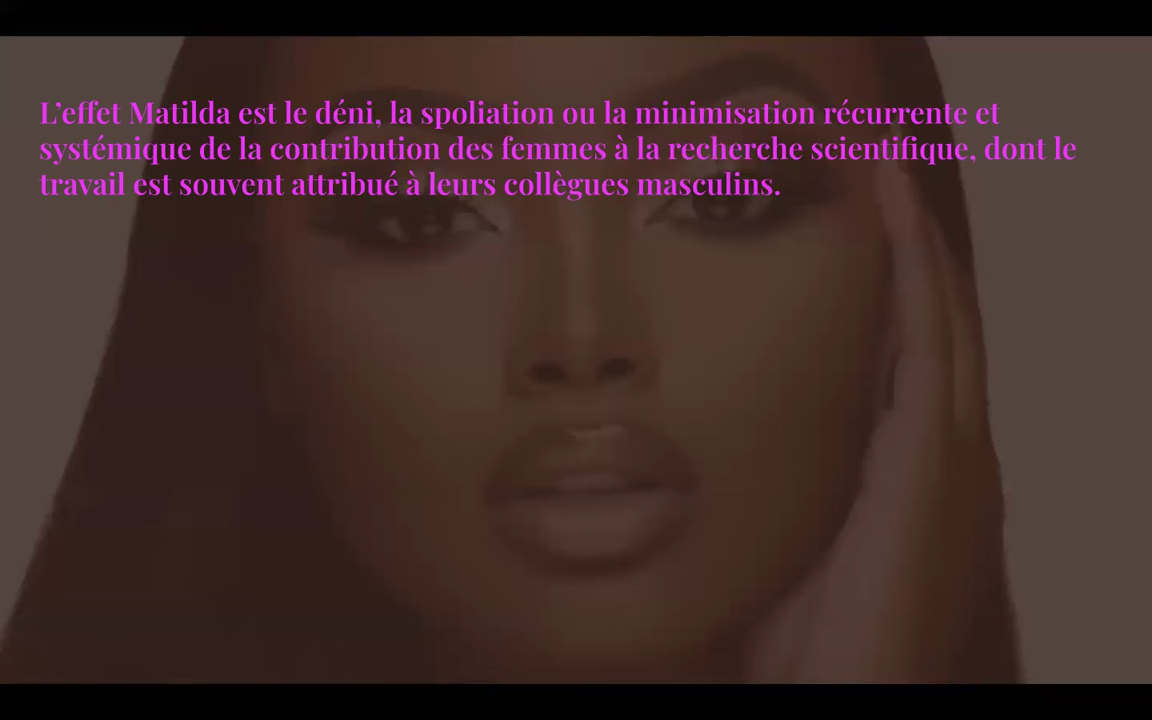 L’effet Matilda est le déni, la spoliation ou la minimisation récurrente et
systémique de la contribution des femmes à la recherche scientifique, dont le
travail est souvent attribué à leurs collègues masculins.